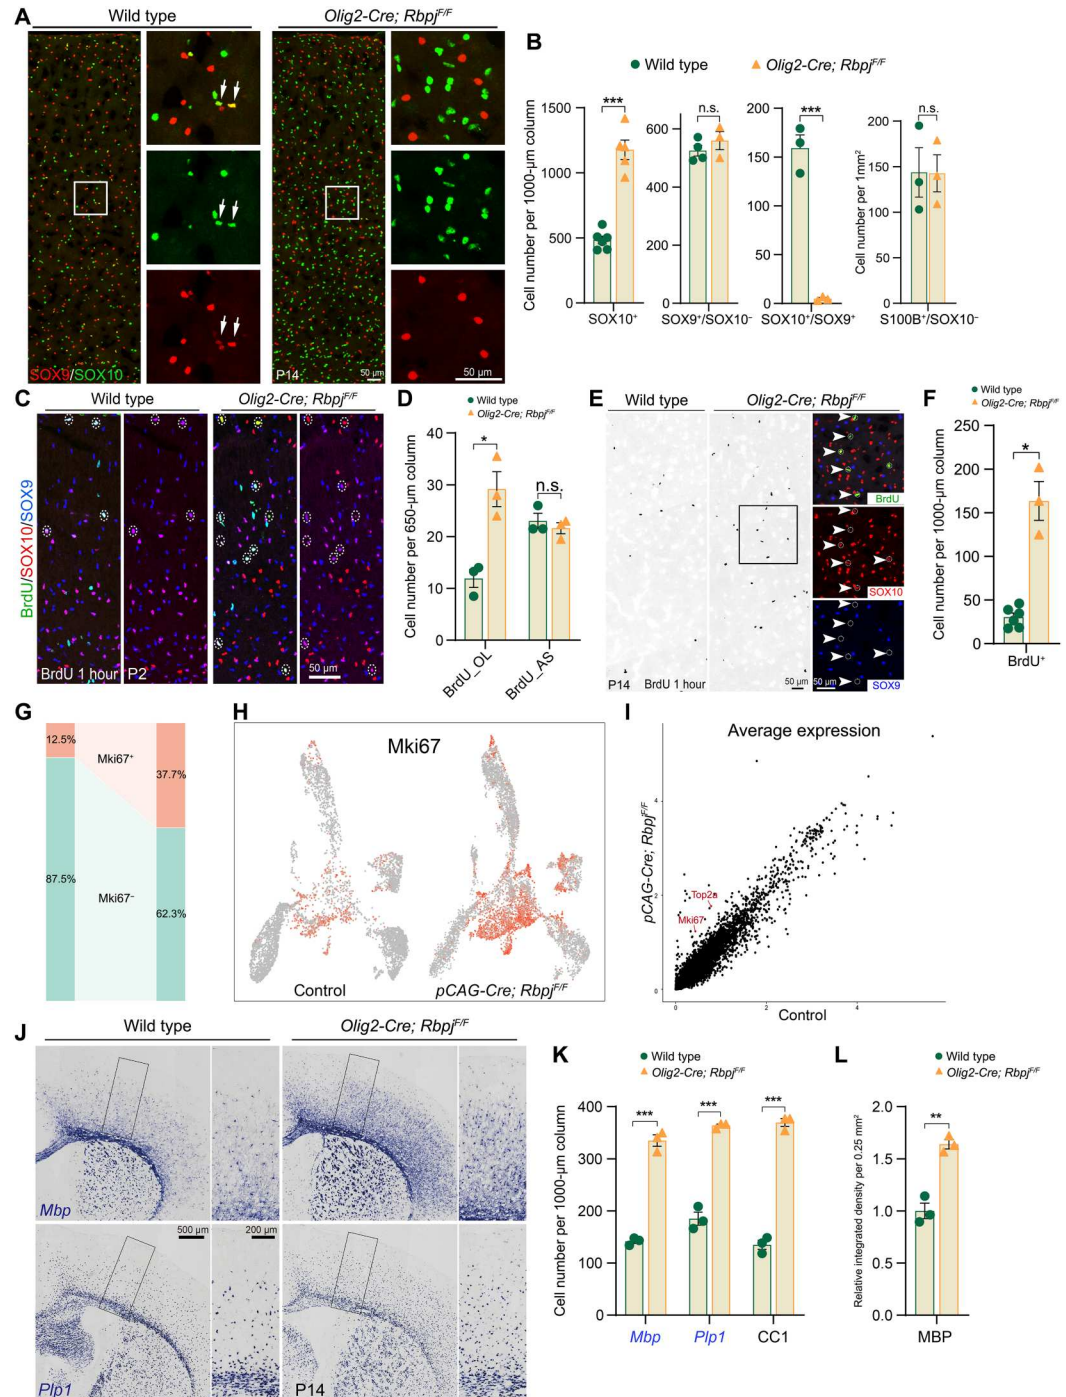 A
Wild type
Olig2-Cre; Rbpj^F/F
SOX9/SOX10
P14
50 µm
50 µm
B
Wild type
Olig2-Cre; Rbpj^F/F
Cell number per 1000-µm column
1500
1000
500
0
***
SOX10⁺
600
400
200
0
n.s.
SOX9⁺/SOX10⁻
200
150
100
50
0
***
SOX10⁺/SOX9⁺
Cell number per 1mm²
200
150
100
50
0
n.s.
S100B⁺/SOX10⁻
C
Wild type
Olig2-Cre; Rbpj^F/F
BrdU/SOX10/SOX9
BrdU 1 hour
P2
50 µm
D
Wild type
Olig2-Cre; Rbpj^F/F
Cell number per 650-µm column
40
30
20
10
0
*
n.s.
BrdU_OL
BrdU_AS
E
Wild type
Olig2-Cre; Rbpj^F/F
P14
BrdU 1 hour
50 µm
BrdU
SOX10
50 µm
SOX9
F
Wild type
Olig2-Cre; Rbpj^F/F
Cell number per 1000-µm column
250
200
150
100
50
0
*
BrdU⁺
G
12.5%
Mki67⁺
37.7%
87.5%
Mki67⁻
62.3%
H
Mki67
Control
pCAG-Cre; Rbpj^F/F
I
Average expression
pCAG-Cre; Rbpj^F/F
4
2
0
Top2a
Mki67
0
2
4
Control
J
Wild type
Olig2-Cre; Rbpj^F/F
Mbp
500 µm
200 µm
Plp1
P14
K
Wild type
Olig2-Cre; Rbpj^F/F
Cell number per 1000-µm column
400
300
200
100
0
***
***
***
Mbp
Plp1
CC1
L
Wild type
Olig2-Cre; Rbpj^F/F
Relative integrated density per 0.25 mm²
2.0
1.5
1.0
0.5
0.0
**
MBP